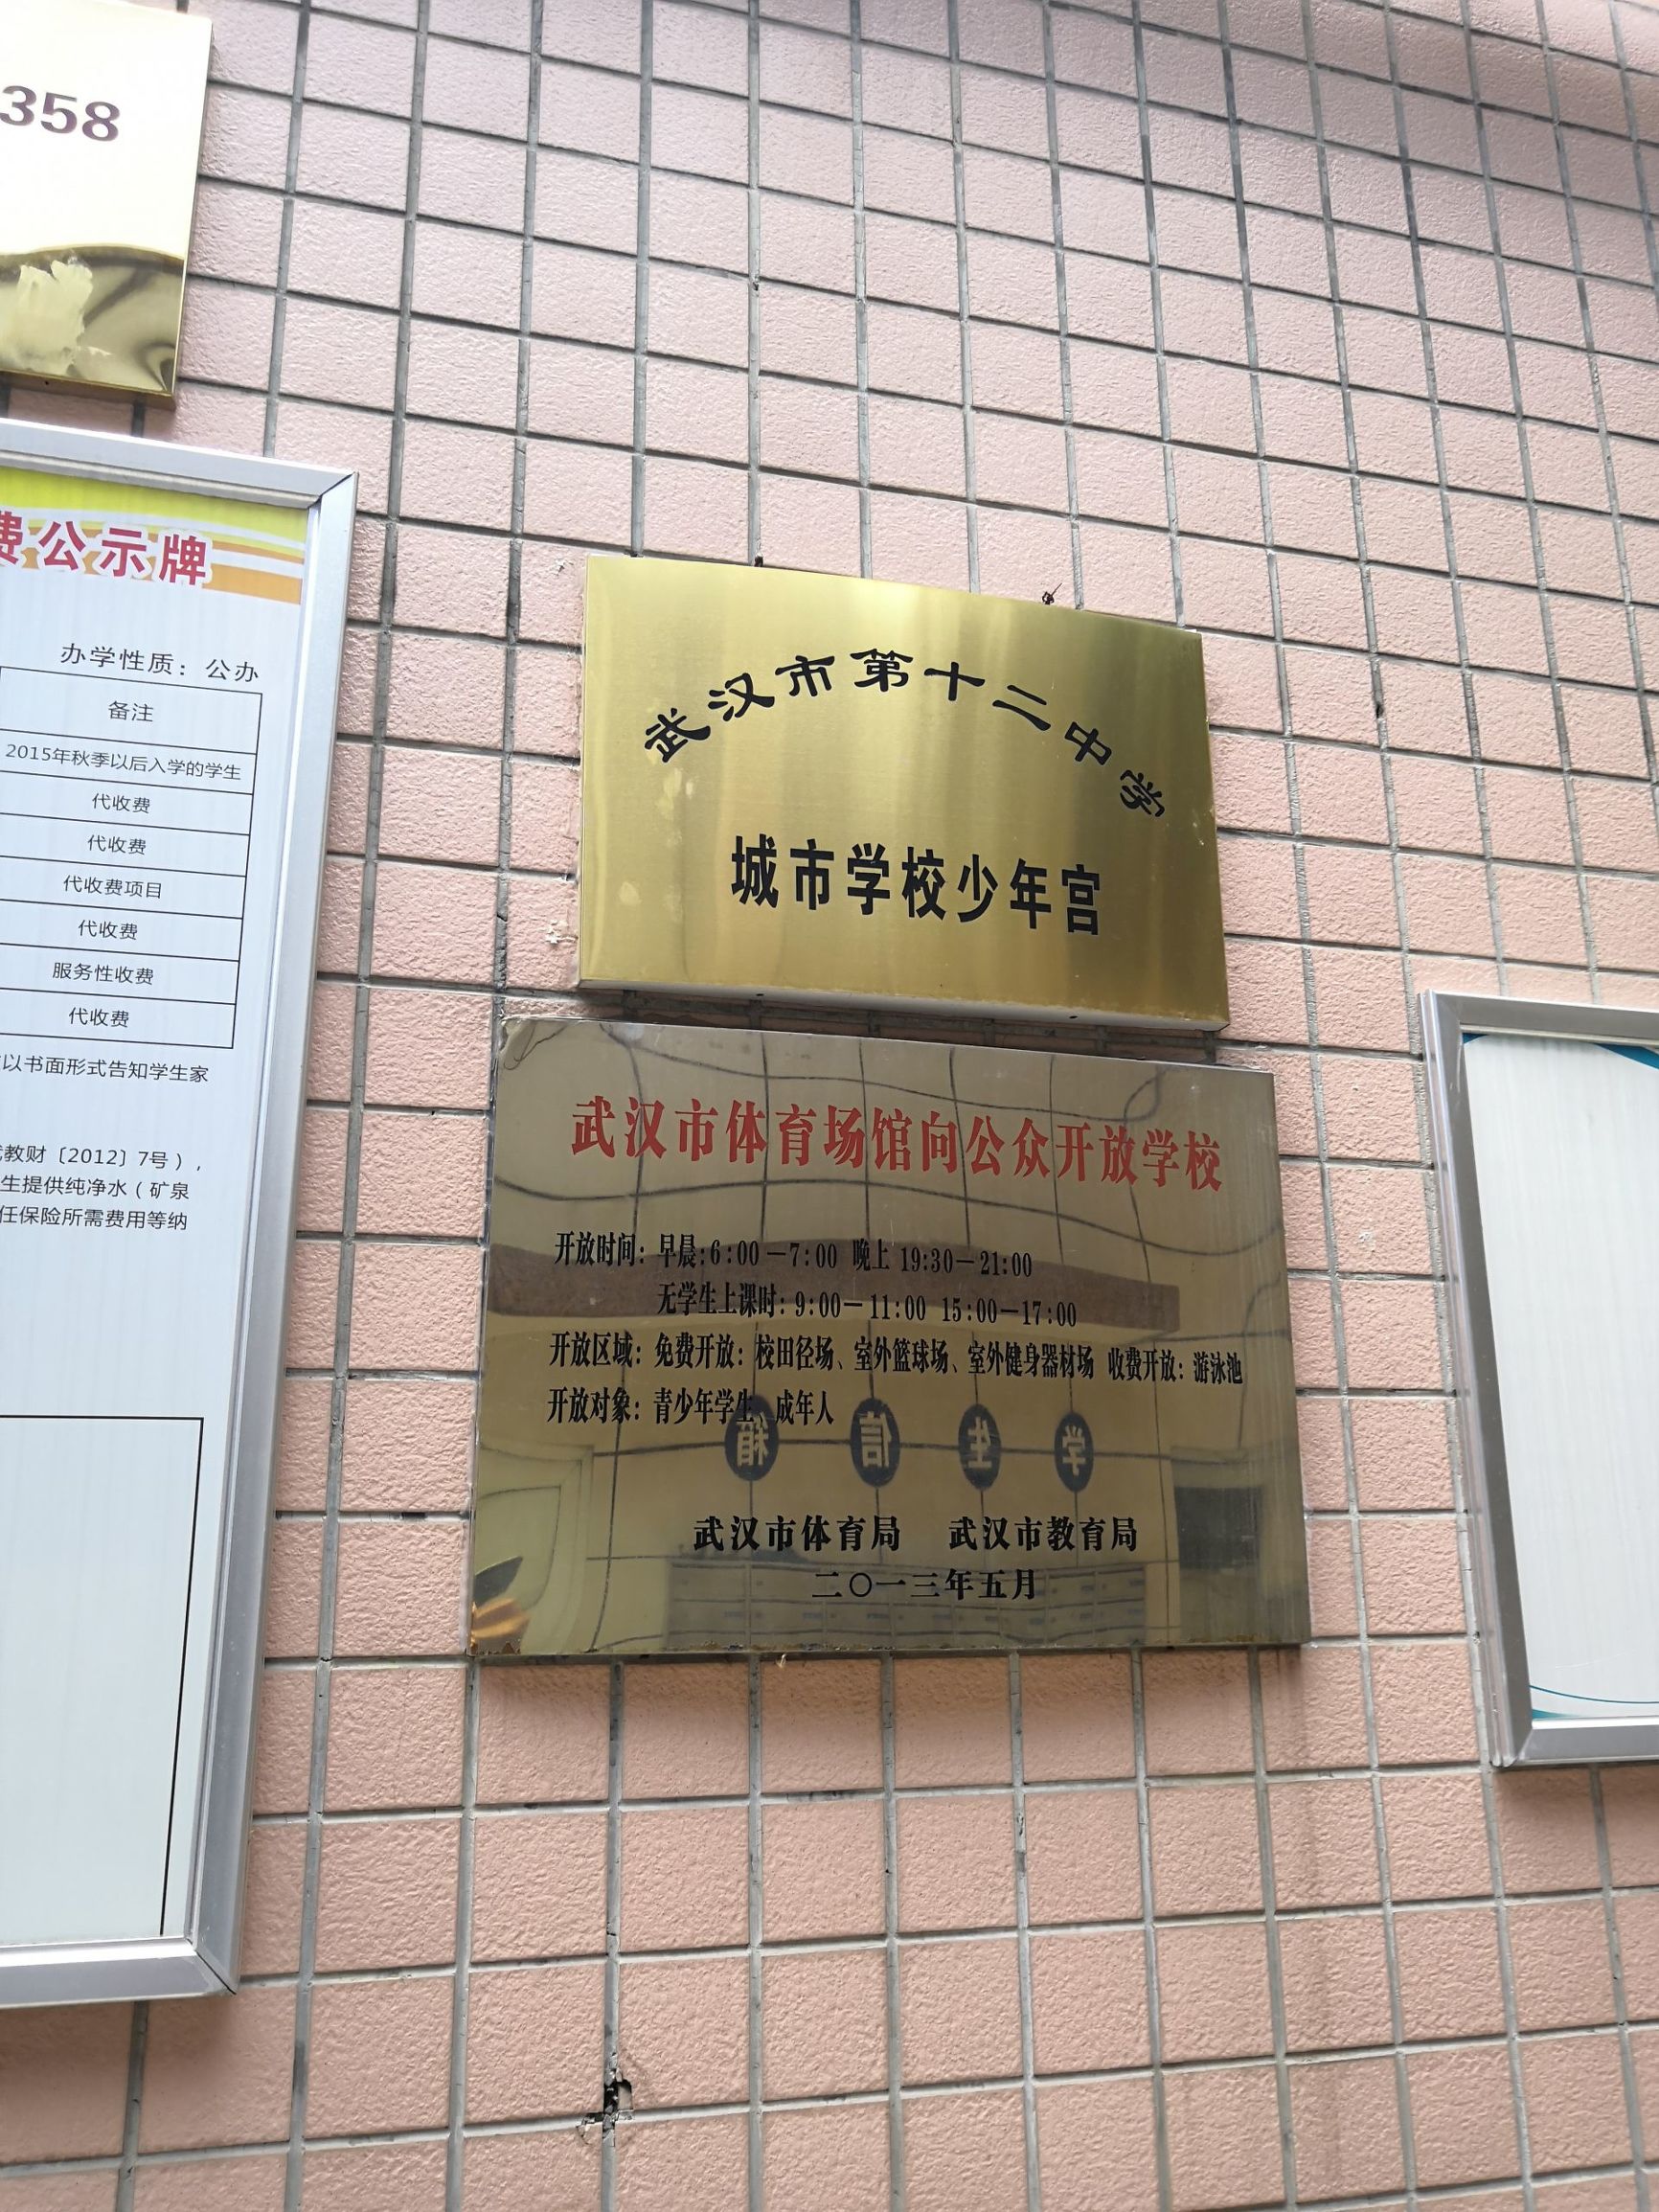 358
费公示牌
办学性质：公办
备注
2015年秋季以后入学的学生
代收费
代收费
代收费项目
代收费
服务性收费
代收费
以书面形式告知学生家
教财〔2012〕7号），
生提供纯净水（矿泉
任保险所需费用等纳
武汉市第十二中学
城市学校少年宫
武汉市体育场馆向公众开放学校
开放时间：早晨:6:00－7:00 晚上 19:30－21:00
无学生上课时：9:00－11:00 15:00－17:00
开放区域：免费开放：校田径场、室外篮球场、室外健身器材场 收费开放：游泳池
开放对象：青少年学生、成年人
学生信箱
武汉市体育局 武汉市教育局
二〇一三年五月